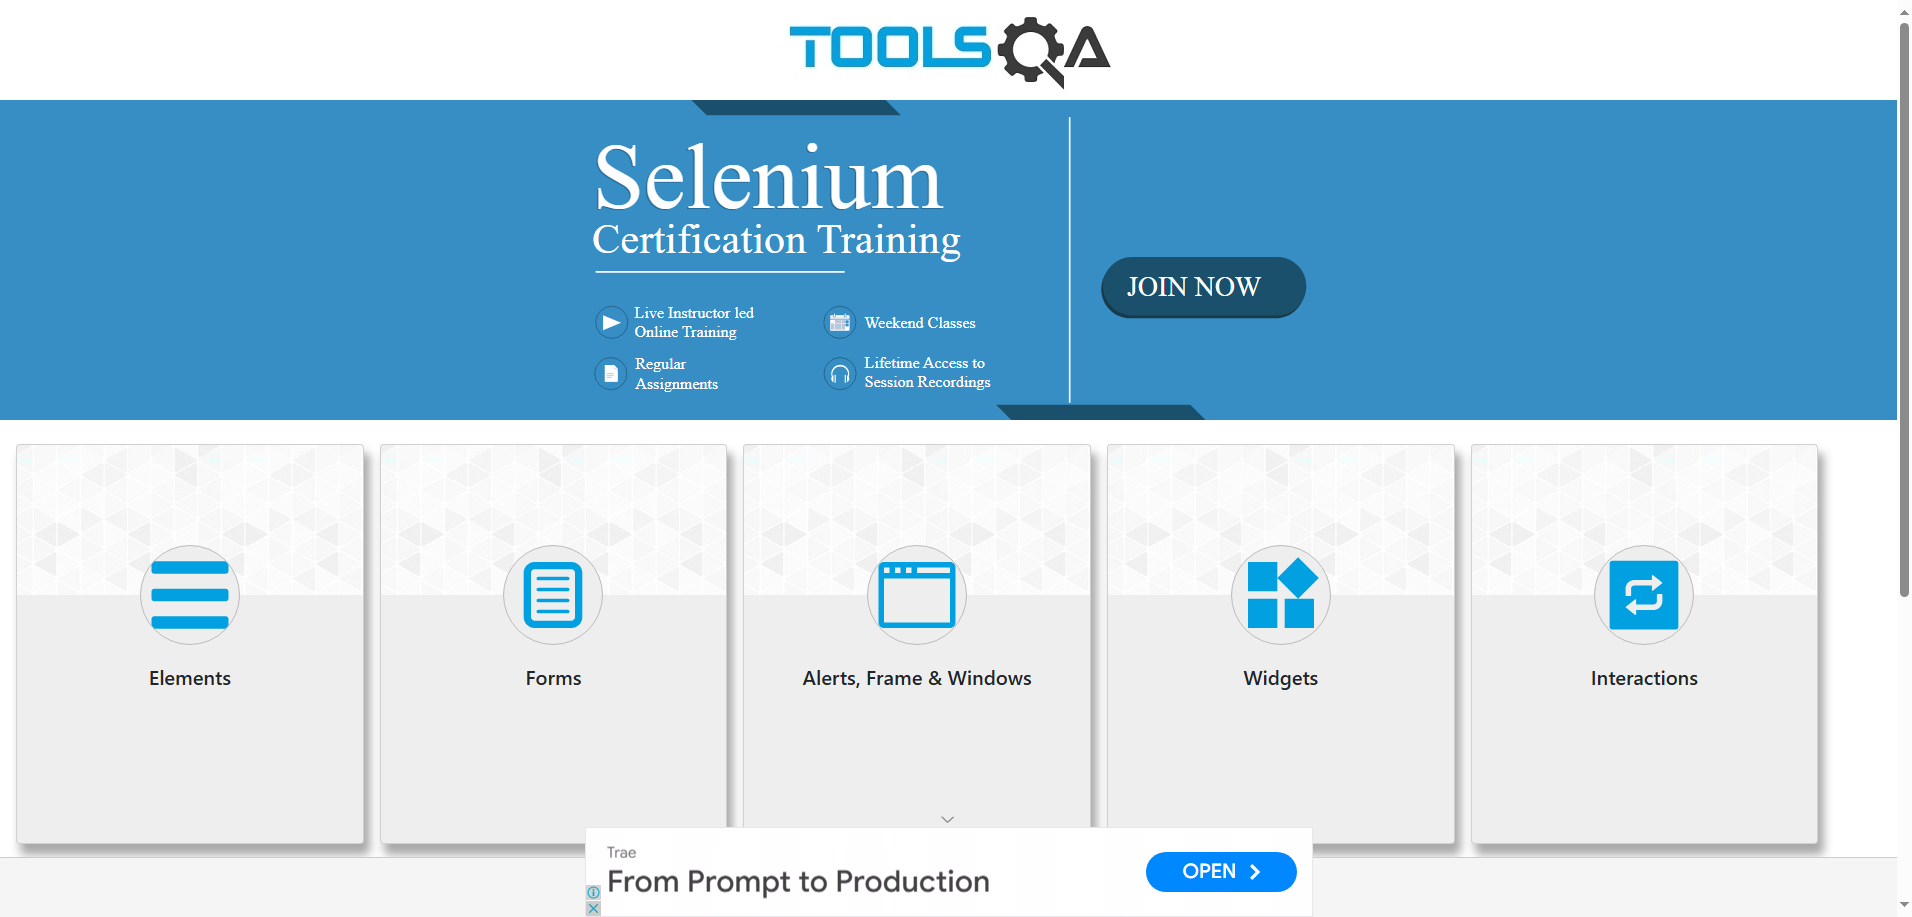 TOOLSQA
Selenium
Certification Training
JOIN NOW
Live Instructor led
Online Training
Weekend Classes
Regular
Assignments
Lifetime Access to
Session Recordings
Elements
Forms
Alerts, Frame & Windows
Widgets
Interactions
Trae
From Prompt to Production
OPEN